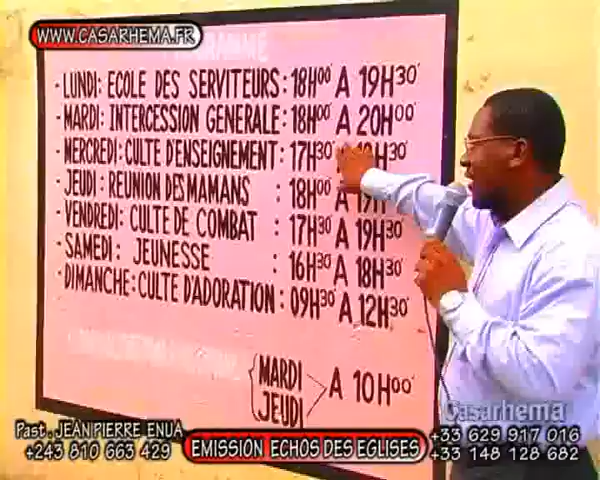 WWW.CASARHEMA.FR
PROGRAMME
- LUNDI: ECOLE DES SERVITEURS: 18H00' A 19H30'
- MARDI: INTERCESSION GENERALE: 18H00' A 20H00'
- MERCREDI: CULTE D'ENSEIGNEMENT: 17H30' H30'
- JEUDI: REUNION DES MAMANS : 18H00' A
- VENDREDI: CULTE DE COMBAT : 17H30' A 19H30'
- SAMEDI: JEUNESSE : 16H30' A 18H30'
- DIMANCHE: CULTE D'ADORATION: 09H30' A 12H30'
MARDI
JEUDI
A 10H00'
Casarhema
Past. JEAN PIERRE ENUA
+243 810 663 429
EMISSION ECHOS DES EGLISES
+33 629 917 016
+33 148 128 682